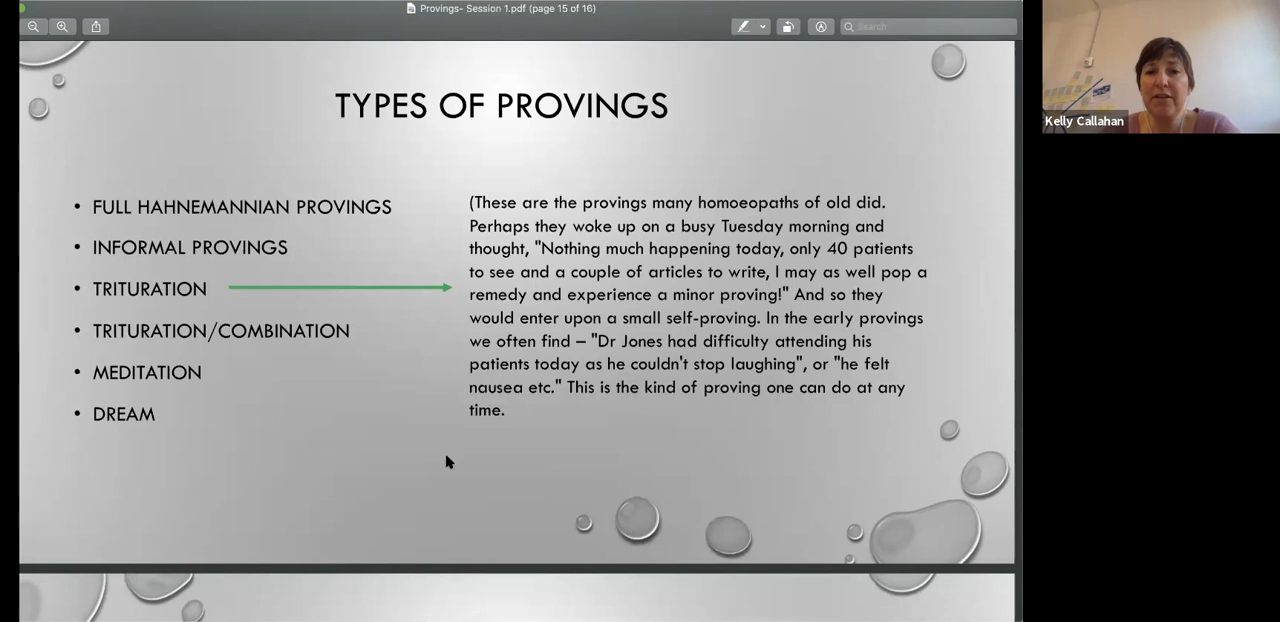 Provings- Session 1.pdf (page 15 of 16)
Search
TYPES OF PROVINGS
• FULL HAHNEMANNIAN PROVINGS
• INFORMAL PROVINGS
• TRITURATION
• TRITURATION/COMBINATION
• MEDITATION
• DREAM
(These are the provings many homoeopaths of old did.
Perhaps they woke up on a busy Tuesday morning and
thought, "Nothing much happening today, only 40 patients
to see and a couple of articles to write, I may as well pop a
remedy and experience a minor proving!" And so they
would enter upon a small self-proving. In the early provings
we often find – "Dr Jones had difficulty attending his
patients today as he couldn't stop laughing", or "he felt
nausea etc." This is the kind of proving one can do at any
time.
Kelly Callahan